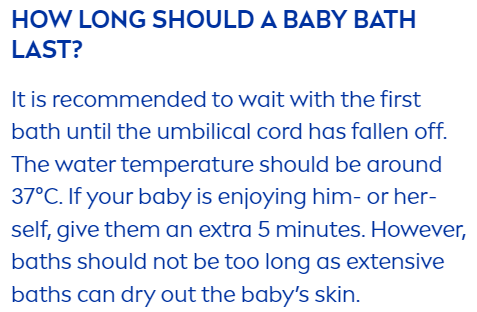 HOW LONG SHOULD A BABY BATH
LAST?
It is recommended to wait with the first
bath until the umbilical cord has fallen off.
The water temperature should be around
37°C. If your baby is enjoying him- or her-
self, give them an extra 5 minutes. However,
baths should not be too long as extensive
baths can dry out the baby’s skin.